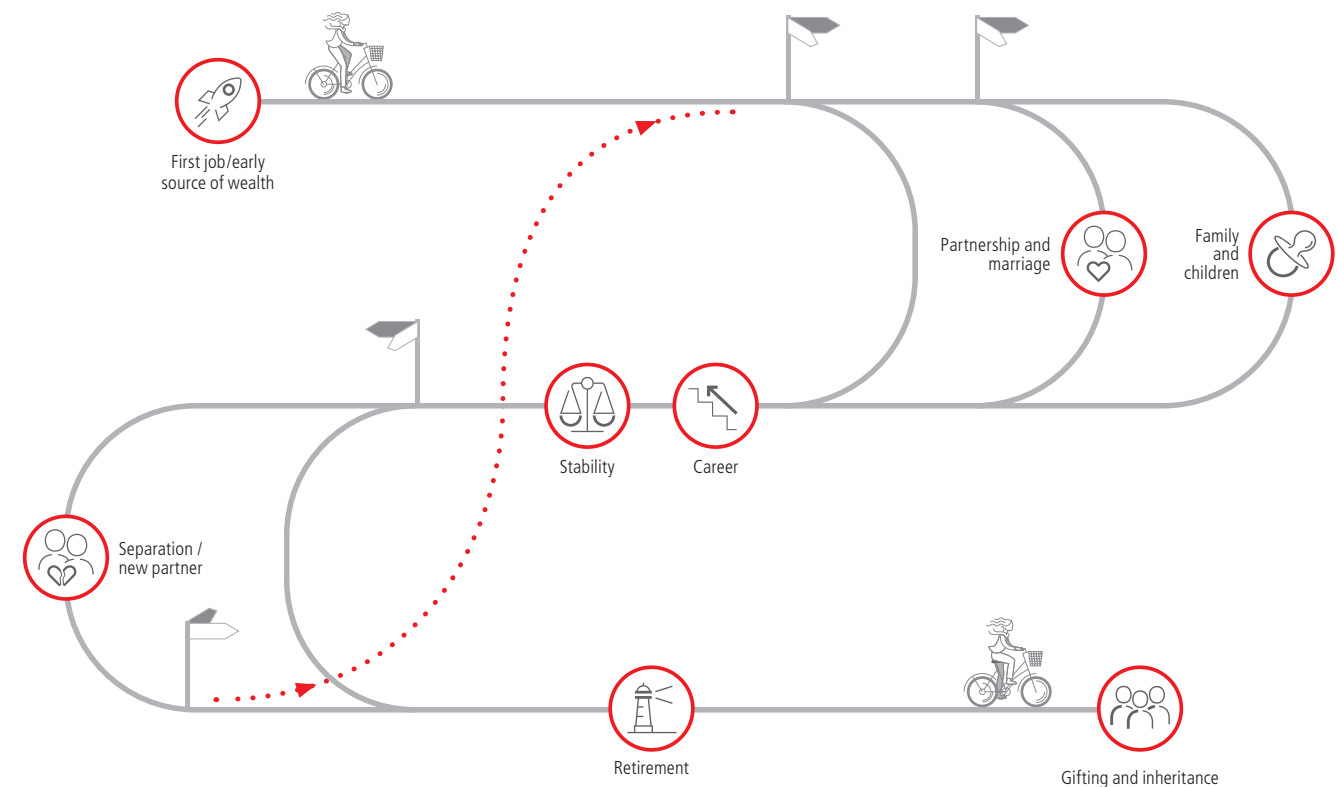 First job/early
source of wealth
Partnership and
marriage
Family
and
children
Stability
Career
Separation /
new partner
Retirement
Gifting and inheritance